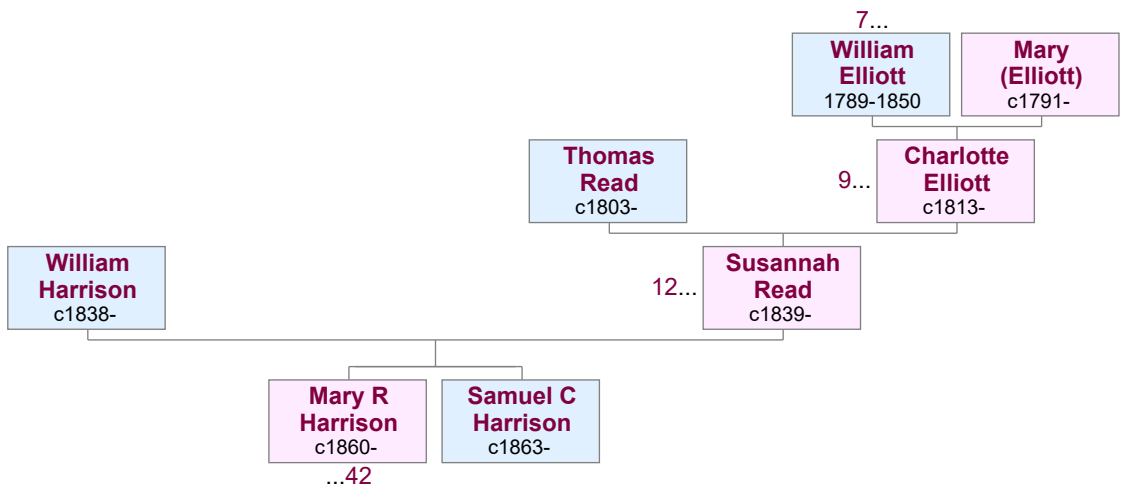 7...
William
Elliott
1789-1850
Mary
(Elliott)
c1791-
Thomas
Read
c1803-
9...
Charlotte
Elliott
c1813-
William
Harrison
c1838-
12...
Susannah
Read
c1839-
Mary R
Harrison
c1860-
Samuel C
Harrison
c1863-
...42